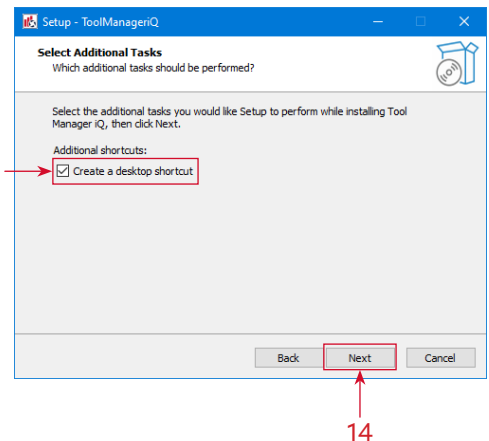 Setup - ToolManageriQ
Select Additional Tasks
Which additional tasks should be performed?
Select the additional tasks you would like Setup to perform while installing Tool
Manager iQ, then click Next.
Additional shortcuts:
Create a desktop shortcut
Back Next Cancel
14